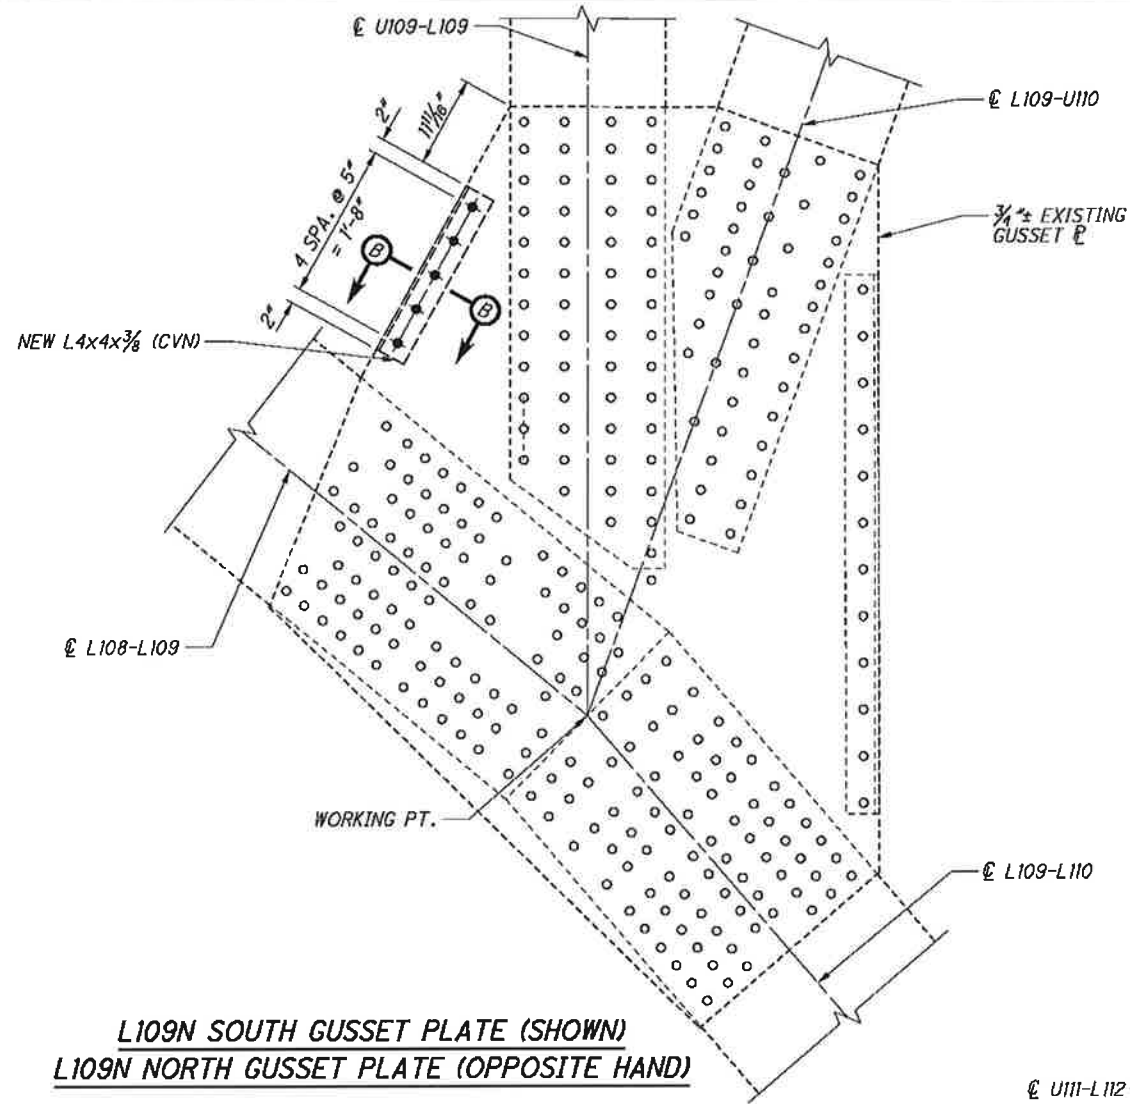 ℄ U109-L109
℄ L109-U110
2"
11 11/16"
4 SPA. @ 5"
= 1'-8"
2"
3/4"± EXISTING
GUSSET ℙ
B
B
NEW L4x4x3/8 (CVN)
℄ L108-L109
WORKING PT.
℄ L109-L110
L109N SOUTH GUSSET PLATE (SHOWN)
L109N NORTH GUSSET PLATE (OPPOSITE HAND)
℄ U111-L112